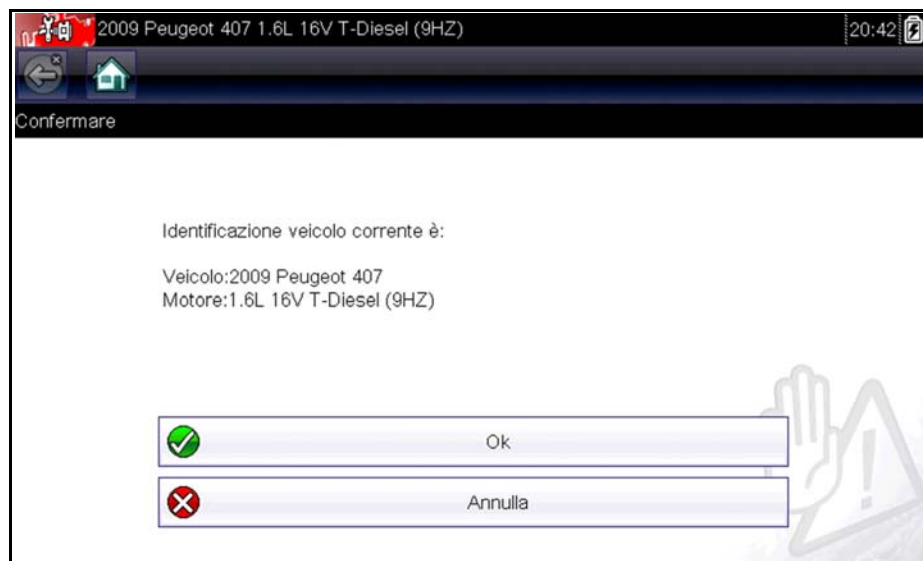 2009 Peugeot 407 1.6L 16V T-Diesel (9HZ)
20:42
Confermare
Identificazione veicolo corrente è:
Veicolo:2009 Peugeot 407
Motore:1.6L 16V T-Diesel (9HZ)
Ok
Annulla